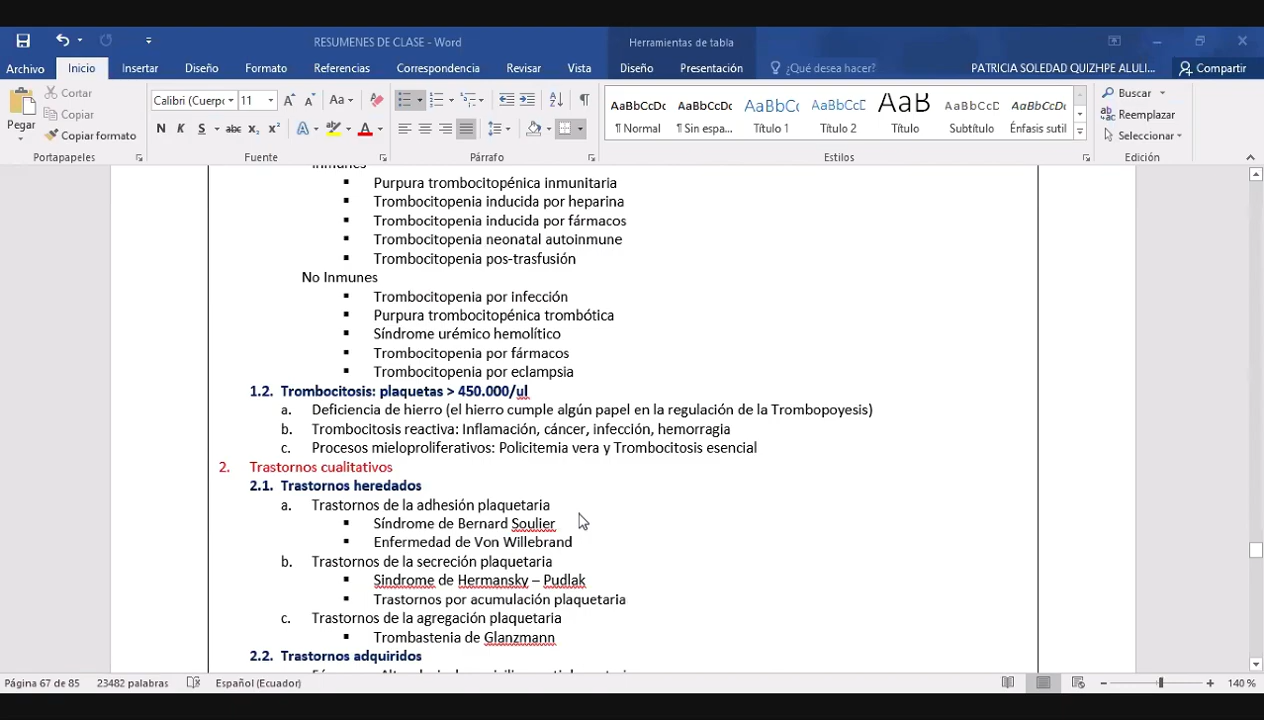 RESUMENES DE CLASE - Word
Herramientas de tabla
Archivo
Inicio
Insertar
Diseño
Formato
Referencias
Correspondencia
Revisar
Vista
Diseño
Presentación
¿Qué desea hacer?
PATRICIA SOLEDAD QUIZHPE ALULI...
Compartir
Pegar
Cortar
Copiar
Copiar formato
Portapapeles
Calibri (Cuerpo
11
Fuente
Párrafo
AaBbCcDc
¶ Normal
AaBbCcDc
¶ Sin espa...
AaBbCc
Título 1
AaBbCcD
Título 2
AaB
Título
AaBbCcD
Subtítulo
AaBbCcDc
Énfasis sutil
Estilos
Buscar
Reemplazar
Seleccionar
Edición
Inmunes
▪ Purpura trombocitopénica inmunitaria
▪ Trombocitopenia inducida por heparina
▪ Trombocitopenia inducida por fármacos
▪ Trombocitopenia neonatal autoinmune
▪ Trombocitopenia pos-trasfusión
No Inmunes
▪ Trombocitopenia por infección
▪ Purpura trombocitopénica trombótica
▪ Síndrome urémico hemolítico
▪ Trombocitopenia por fármacos
▪ Trombocitopenia por eclampsia
1.2. Trombocitosis: plaquetas > 450.000/ul
a. Deficiencia de hierro (el hierro cumple algún papel en la regulación de la Trombopoyesis)
b. Trombocitosis reactiva: Inflamación, cáncer, infección, hemorragia
c. Procesos mieloproliferativos: Policitemia vera y Trombocitosis esencial
2. Trastornos cualitativos
2.1. Trastornos heredados
a. Trastornos de la adhesión plaquetaria
▪ Síndrome de Bernard Soulier
▪ Enfermedad de Von Willebrand
b. Trastornos de la secreción plaquetaria
▪ Sindrome de Hermansky – Pudlak
▪ Trastornos por acumulación plaquetaria
c. Trastornos de la agregación plaquetaria
▪ Trombastenia de Glanzmann
2.2. Trastornos adquiridos
Página 67 de 85
23482 palabras
Español (Ecuador)
140 %